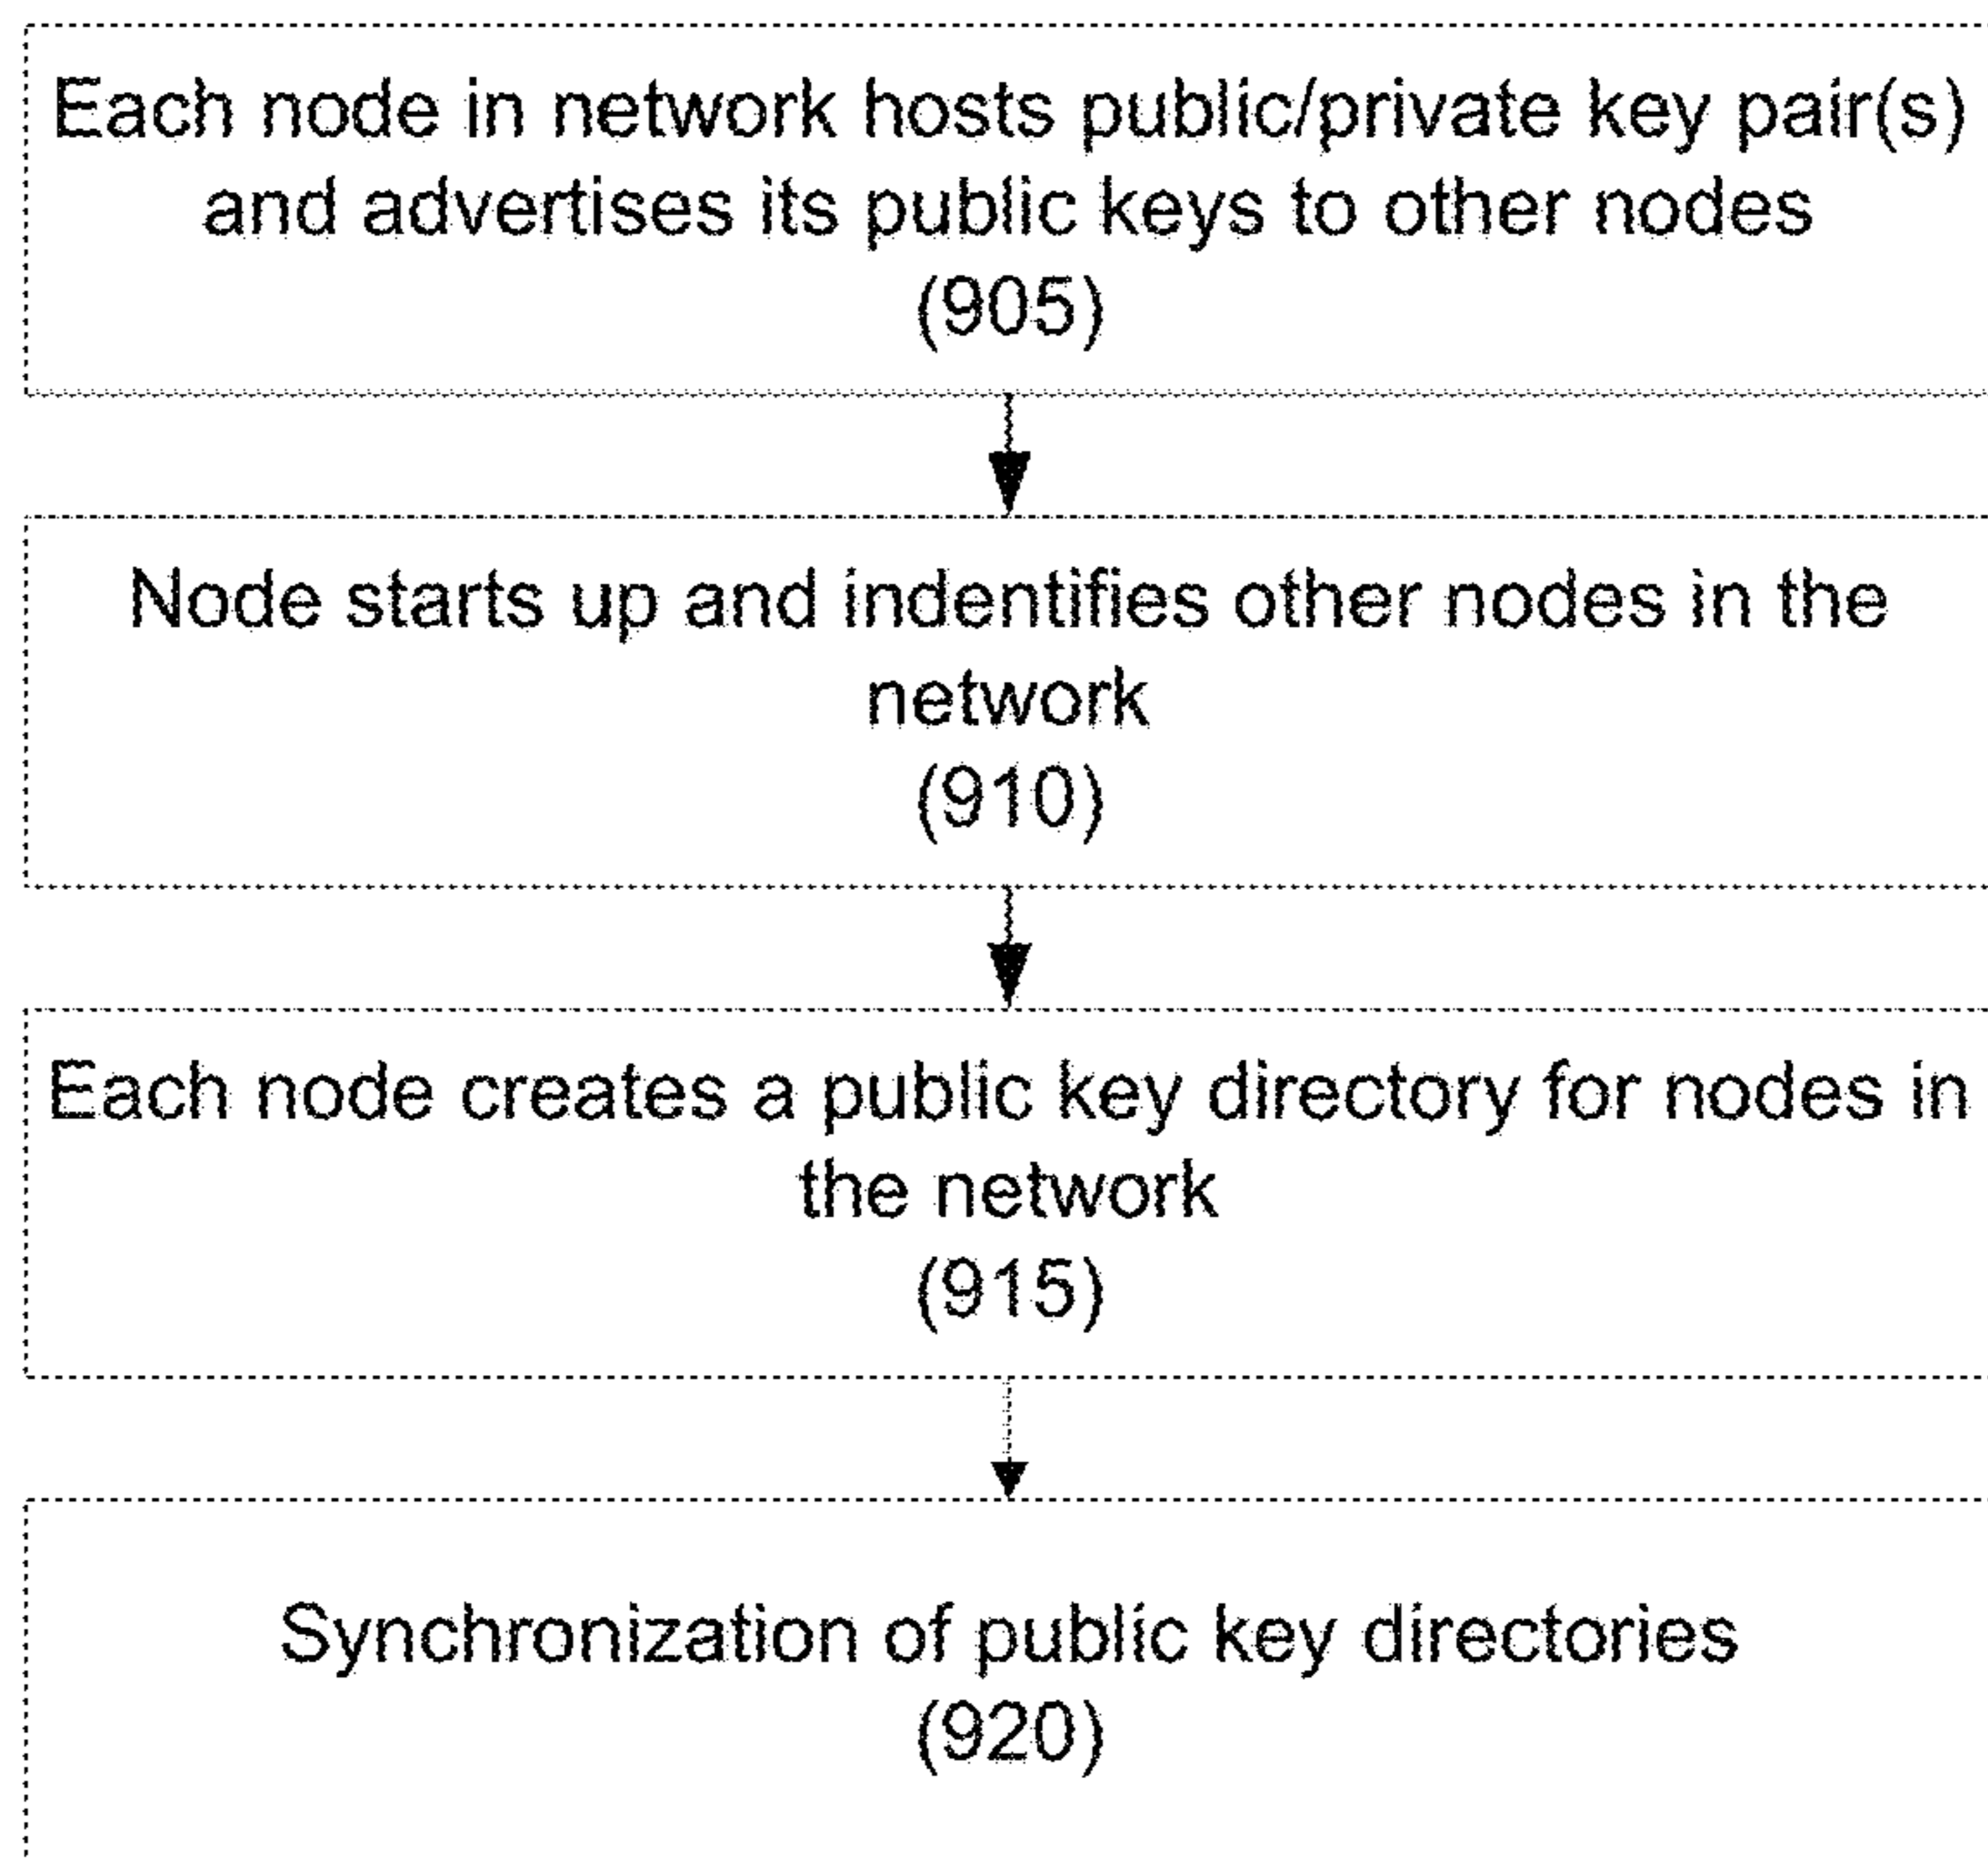 Each node in network hosts public/private key pair(s)
and advertises its public keys to other nodes
(905)
Node starts up and indentifies other nodes in the
network
(910)
Each node creates a public key directory for nodes in
the network
(915)
Synchronization of public key directories
(920)